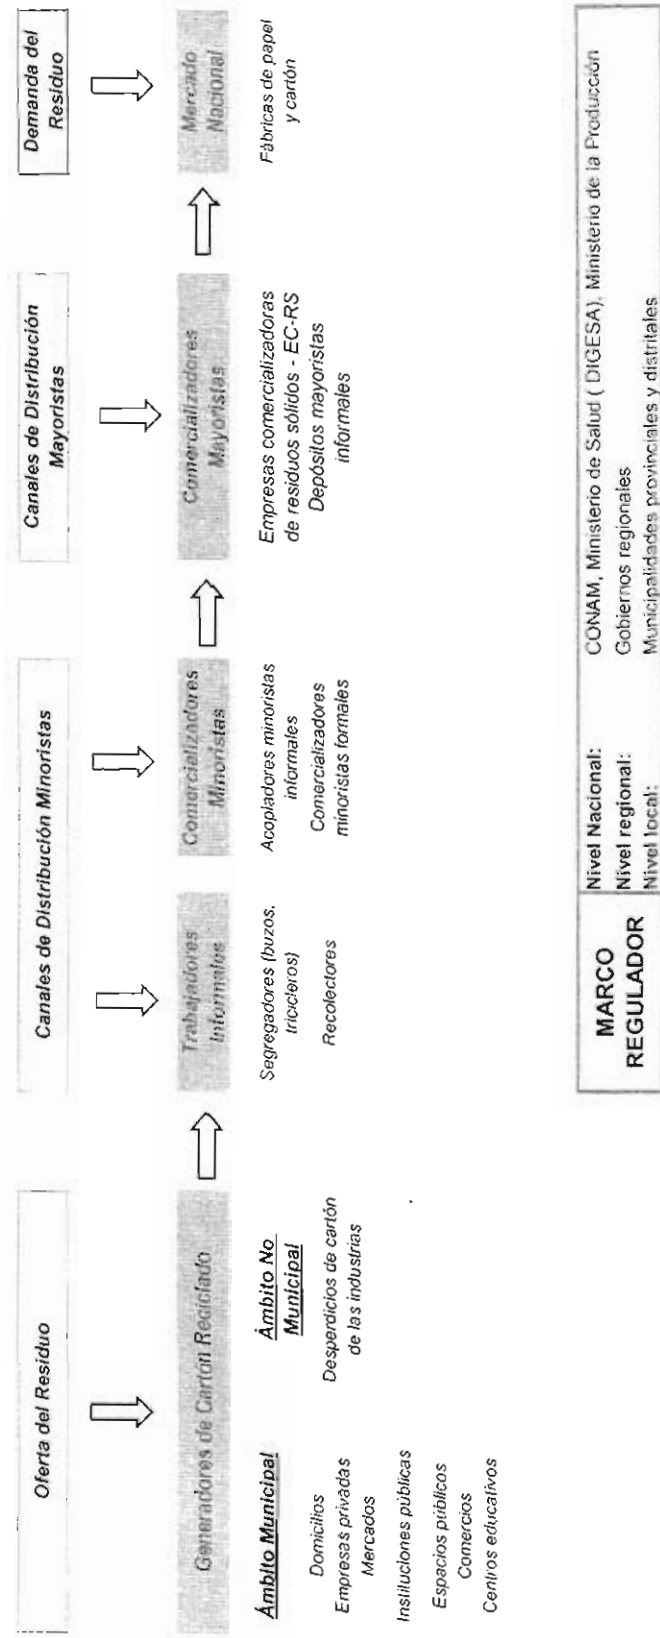 Oferta del Residuo
Canales de Distribución Minoristas
Canales de Distribución
Mayoristas
Demanda del
Residuo
Generadores de Cartón Reciclado
Trabajadores
Informales
Comercializadores
Minoristas
Comercializadores
Mayoristas
Mercado
Nacional
Ámbito Municipal
Domicilios
Empresas privadas
Mercados
Instituciones públicas
Espacios públicos
Comercios
Centros educativos
Ámbito No
Municipal
Desperdicios de cartón
de las industrias
Segregadores (buzos,
tricicleros)
Recolectores
Acopladores minoristas
informales
Comercializadores
minoristas formales
Empresas comercializadoras
de residuos sólidos - EC-RS
Depósitos mayoristas
informales
Fábricas de papel
y cartón
MARCO
REGULADOR
Nivel Nacional: CONAM, Ministerio de Salud ( DIGESA), Ministerio de la Producción
Nivel regional: Gobiernos regionales
Nivel local: Municipalidades provinciales y distritales